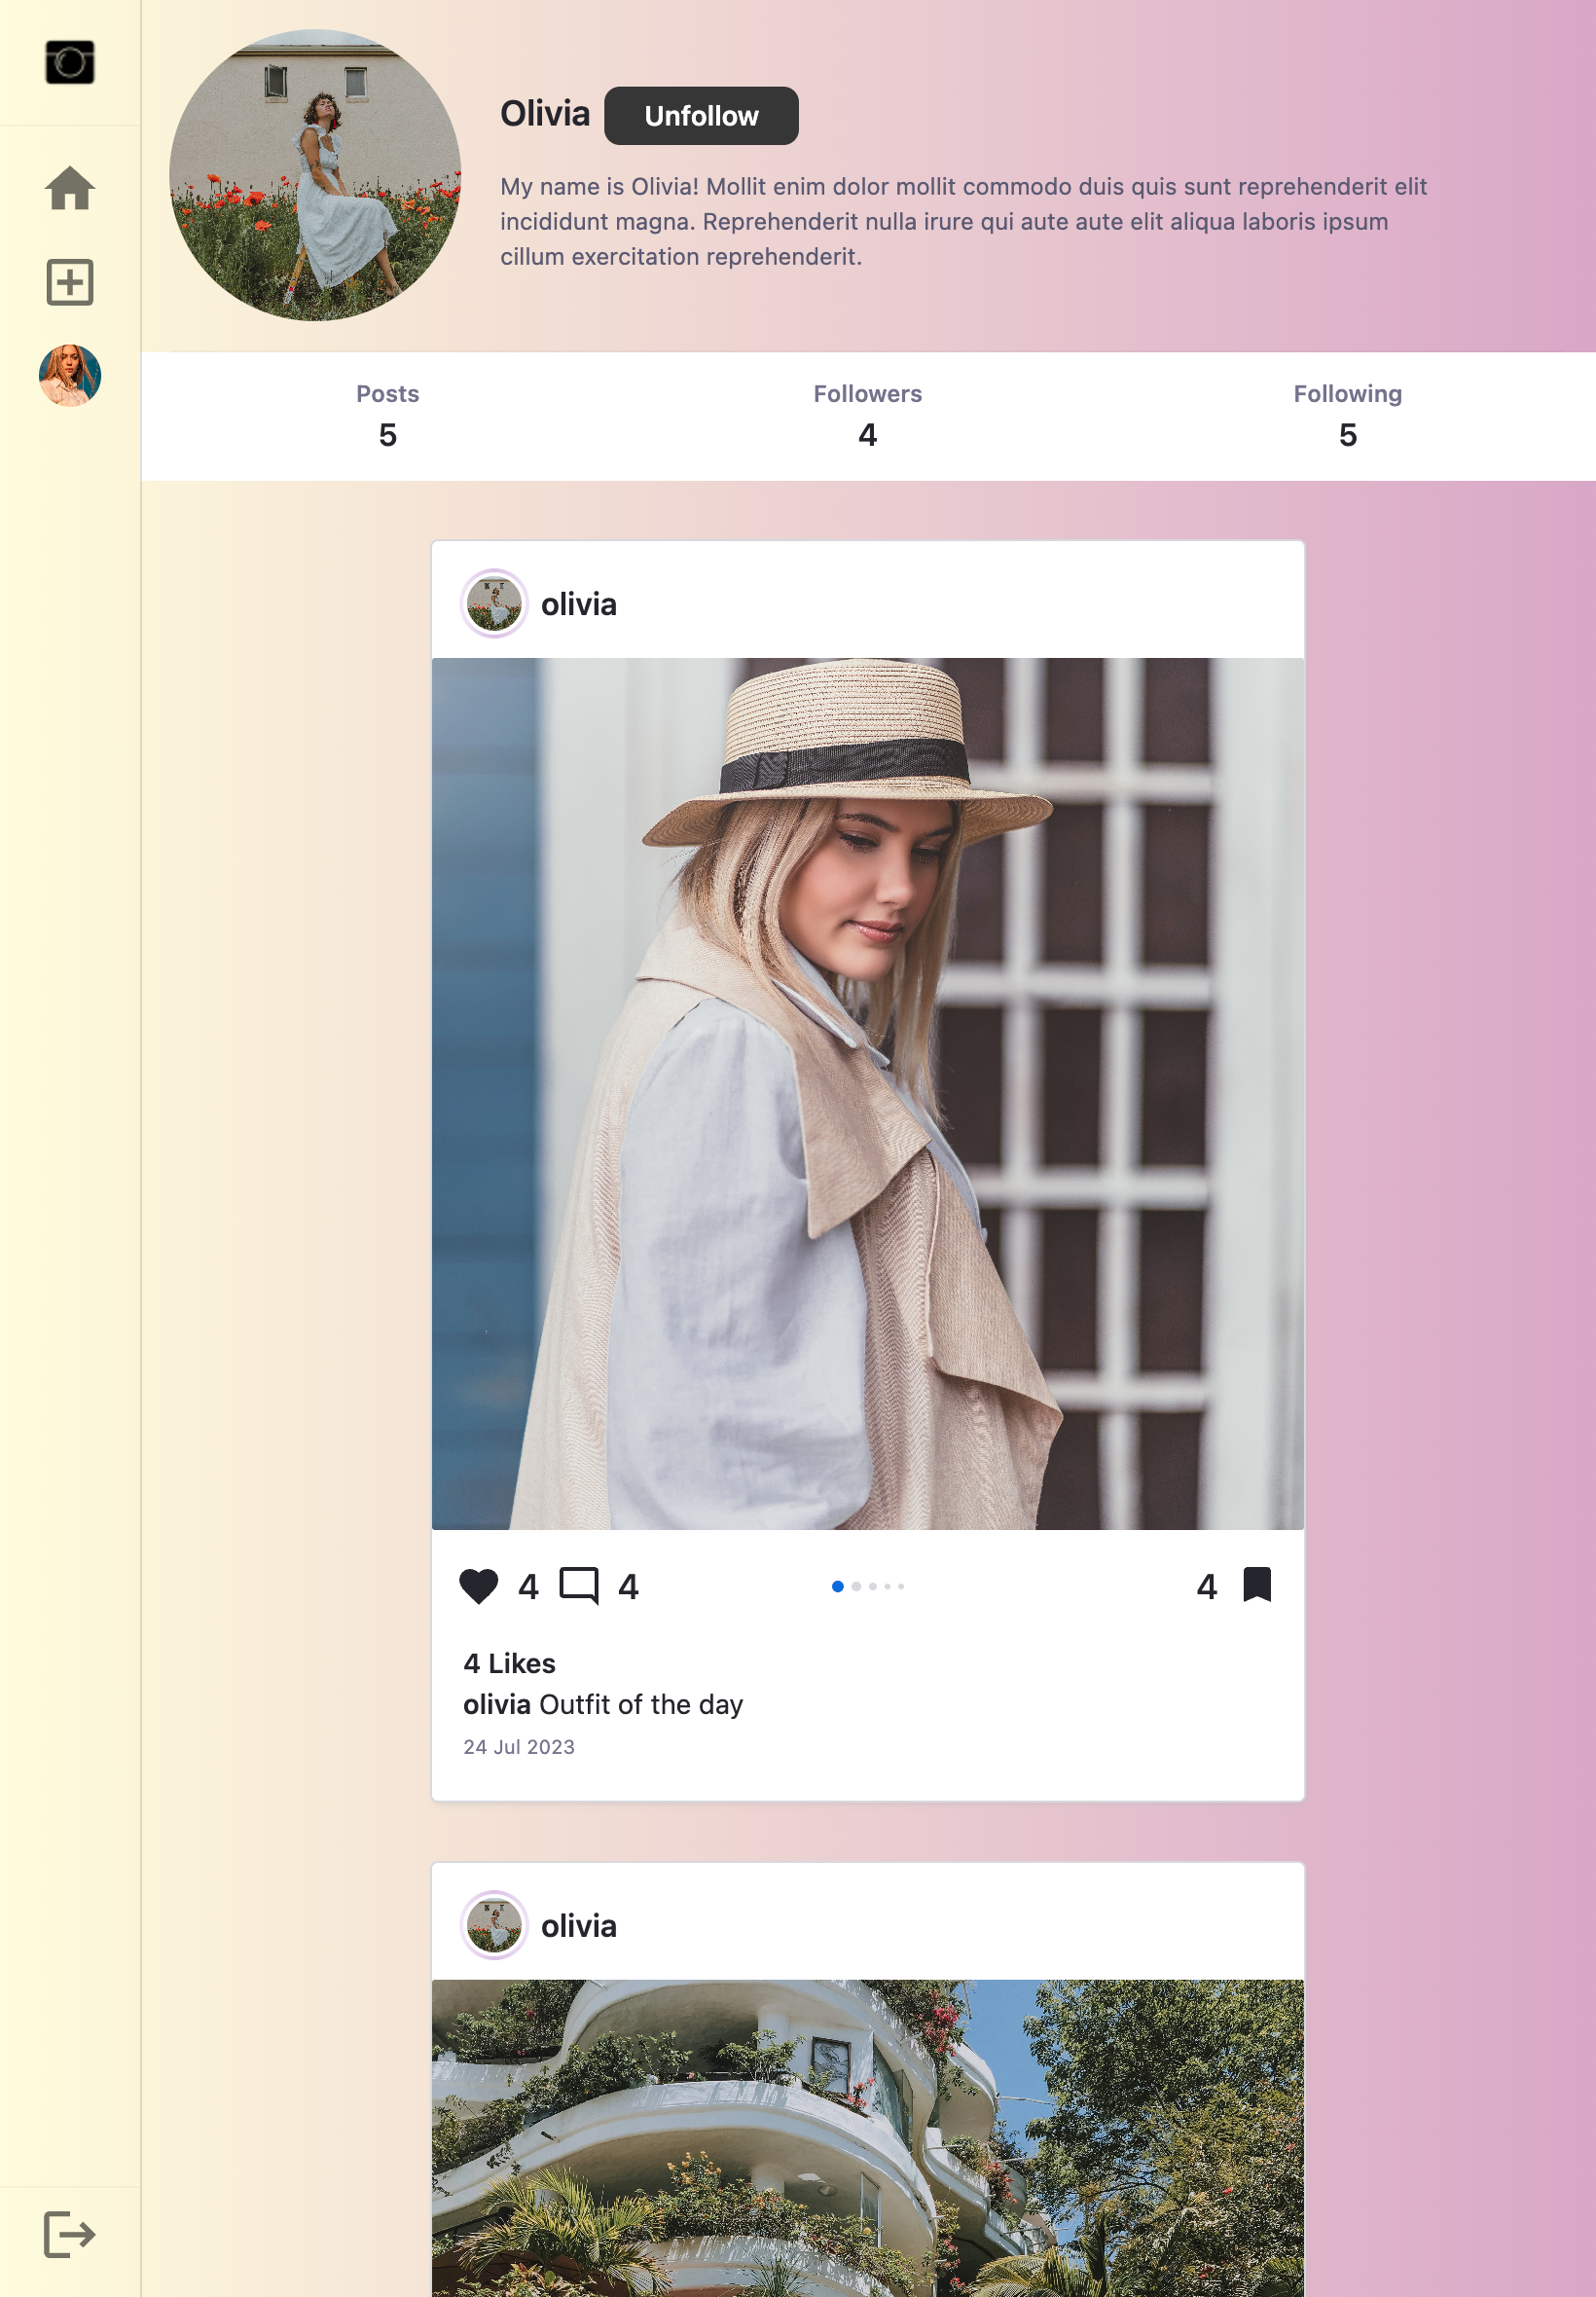 Olivia
Unfollow
My name is Olivia! Mollit enim dolor mollit commodo duis quis sunt reprehenderit elit
incididunt magna. Reprehenderit nulla irure qui aute aute elit aliqua laboris ipsum
cillum exercitation reprehenderit.
Posts
5
Followers
4
Following
5
olivia
4
4
4
4 Likes
olivia Outfit of the day
24 Jul 2023
olivia